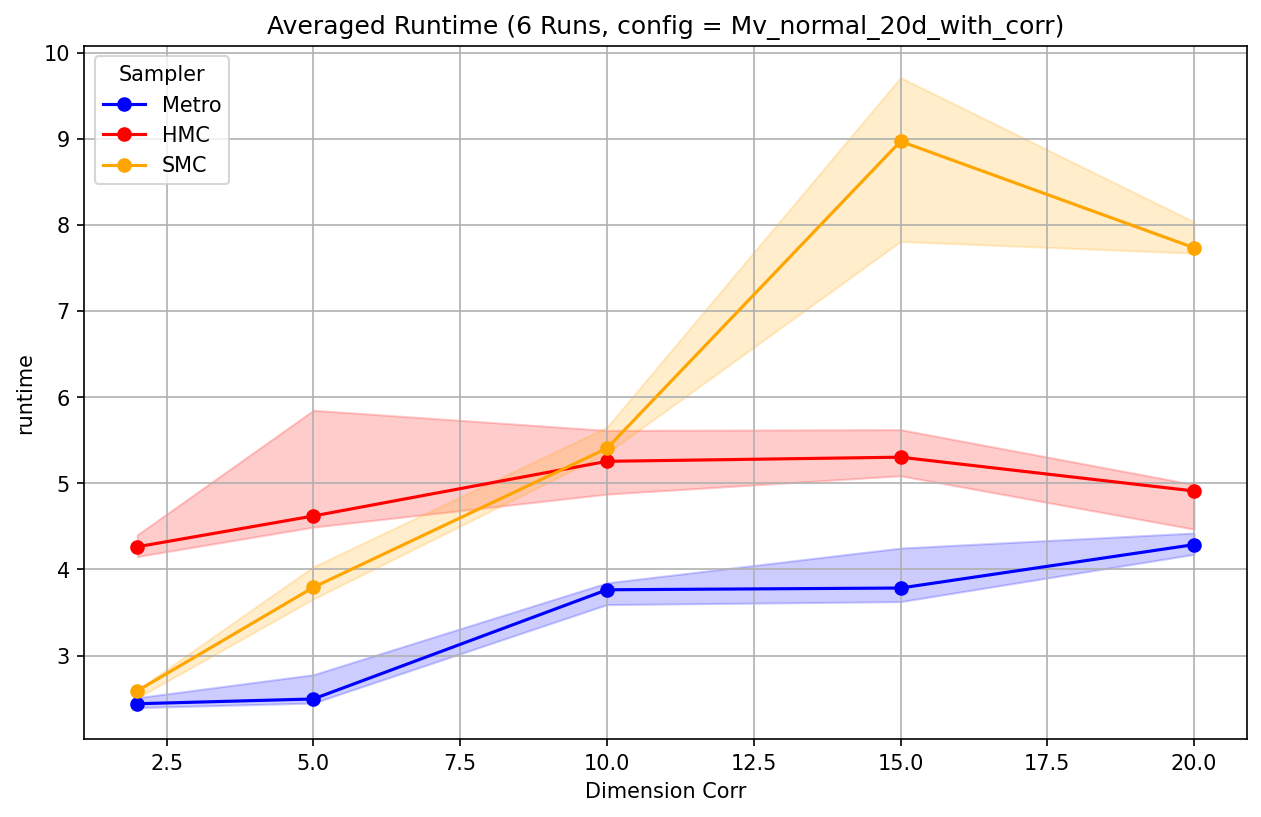 Averaged Runtime (6 Runs, config = Mv_normal_20d_with_corr)
Sampler
Metro
HMC
SMC
10
9
8
7
6
5
4
3
runtime
2.5 5.0 7.5 10.0 12.5 15.0 17.5 20.0
Dimension Corr